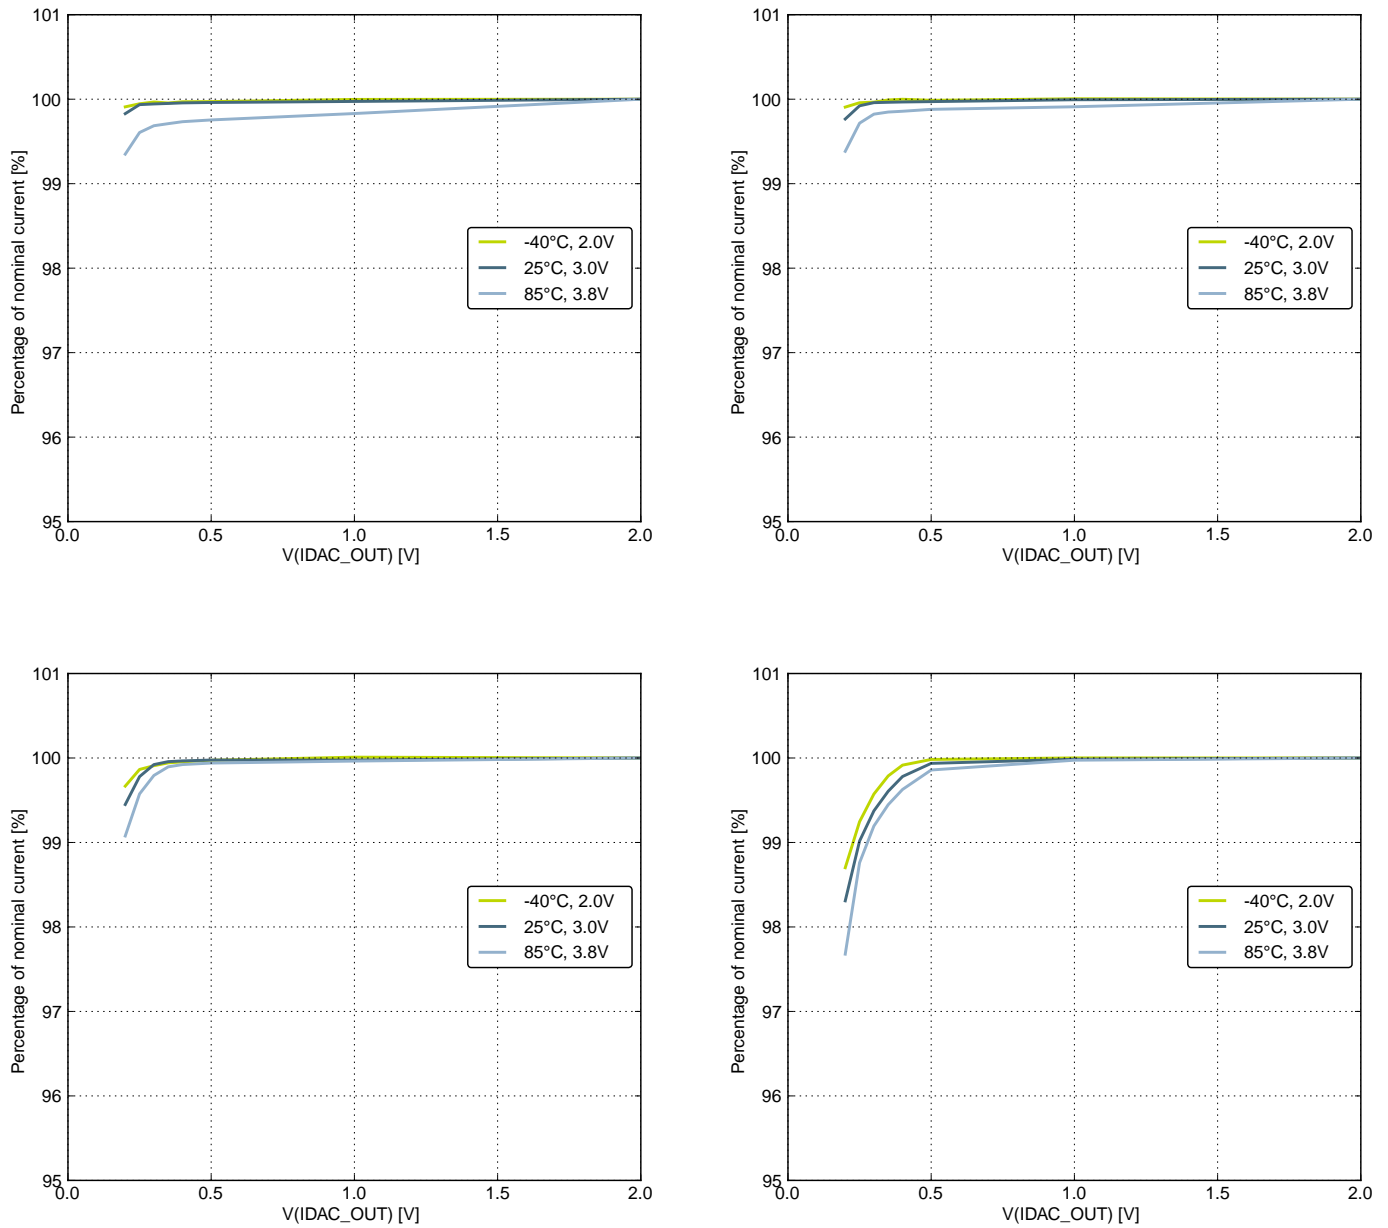 101
100
99
98
97
96
95
0.0
0.5
1.0
1.5
2.0
V(IDAC_OUT) [V]
Percentage of nominal current [%]
-40°C, 2.0V
25°C, 3.0V
85°C, 3.8V
101
100
99
98
97
96
95
0.0
0.5
1.0
1.5
2.0
V(IDAC_OUT) [V]
Percentage of nominal current [%]
-40°C, 2.0V
25°C, 3.0V
85°C, 3.8V
101
100
99
98
97
96
95
0.0
0.5
1.0
1.5
2.0
V(IDAC_OUT) [V]
Percentage of nominal current [%]
-40°C, 2.0V
25°C, 3.0V
85°C, 3.8V
101
100
99
98
97
96
95
0.0
0.5
1.0
1.5
2.0
V(IDAC_OUT) [V]
Percentage of nominal current [%]
-40°C, 2.0V
25°C, 3.0V
85°C, 3.8V